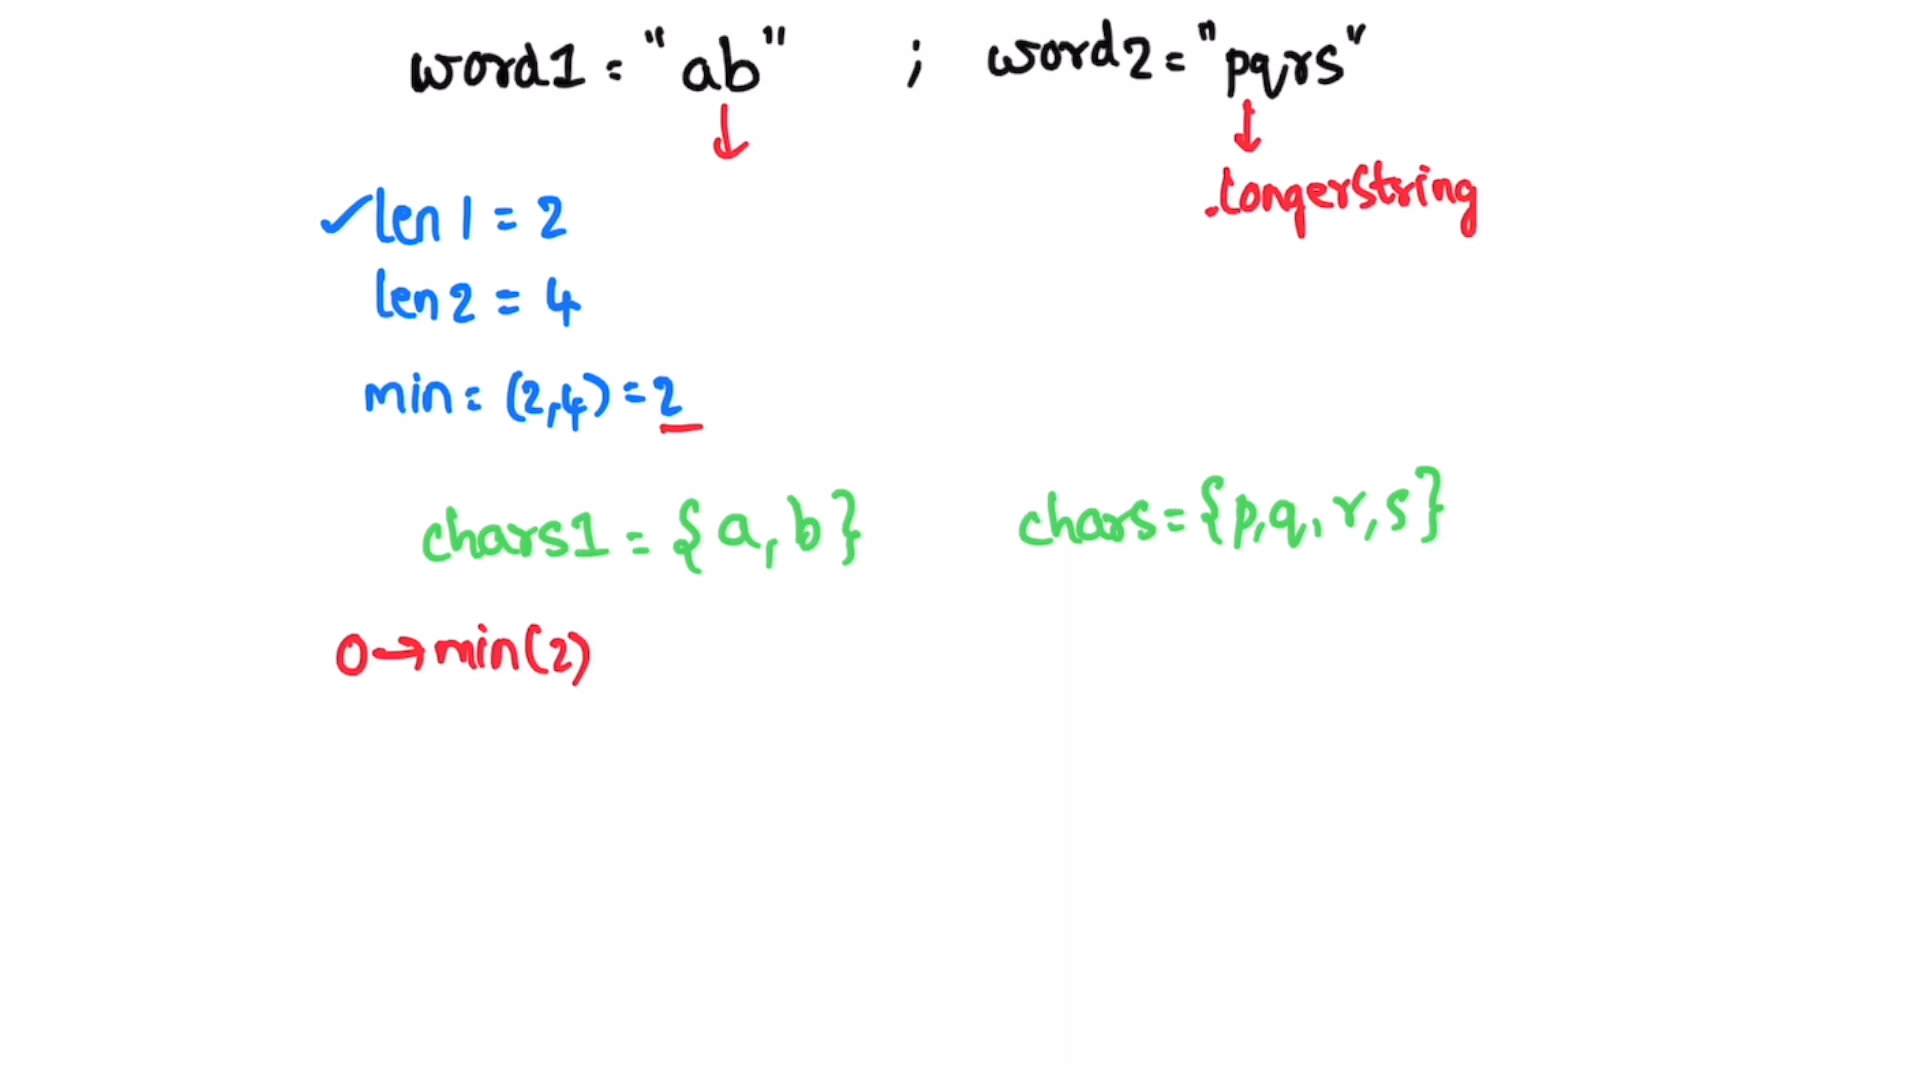 word1 = "ab" ; word2 = "pqrs"
.LongerString
✓len1 = 2
len2 = 4
min = (2,4) = 2
chars1 = {a, b} chars = {p,q, r,s}
0→min(2)